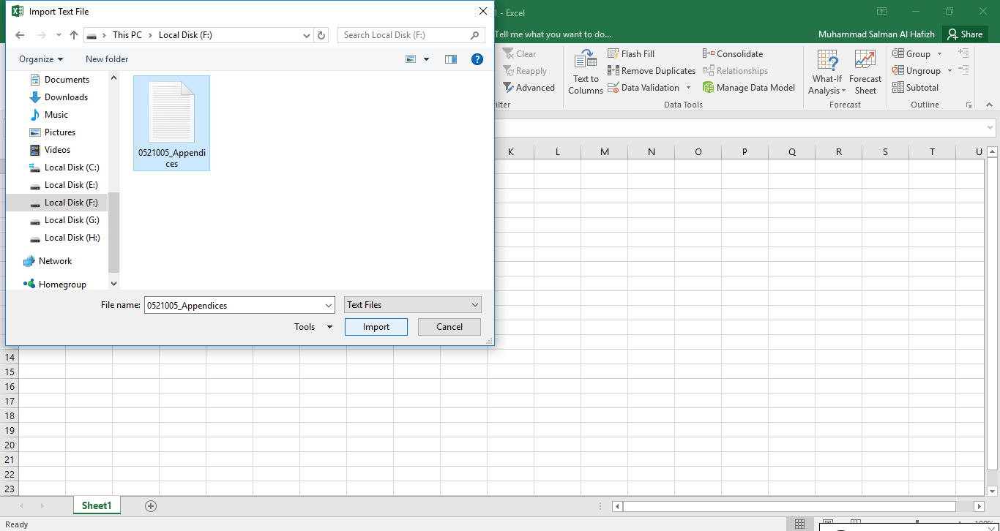 Import Text File
1 - Excel
This PC
Local Disk (F:)
Search Local Disk (F:)
Tell me what you want to do...
Muhammad Salman Al Hafizh
Share
Organize
New folder
Documents
Downloads
Music
Pictures
Videos
Local Disk (C:)
Local Disk (E:)
Local Disk (F:)
Local Disk (G:)
Local Disk (H:)
Network
Homegroup
0521005_Appendi
ces
File name:
0521005_Appendices
Text Files
Tools
Import
Cancel
Clear
Reapply
Advanced
Text to
Columns
Flash Fill
Remove Duplicates
Data Validation
Consolidate
Relationships
Manage Data Model
Data Tools
What-If
Analysis
Forecast
Sheet
Forecast
Group
Ungroup
Subtotal
Outline
K L M N O P Q R S T U
14
15
16
17
18
19
20
21
22
23
Sheet1
Ready